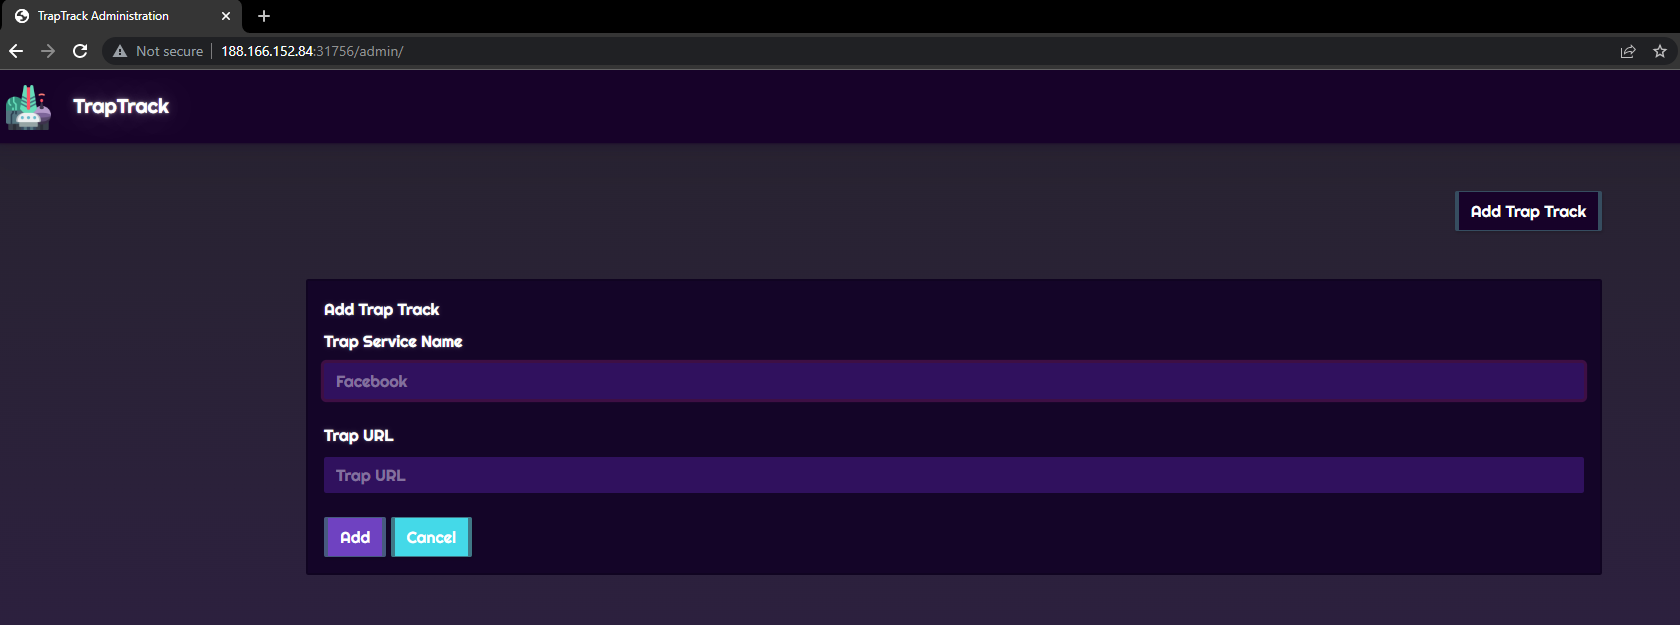 TrapTrack Administration
Not secure 188.166.152.84:31756/admin/
TrapTrack
Add Trap Track
Add Trap Track
Trap Service Name
Facebook
Trap URL
Trap URL
Add Cancel